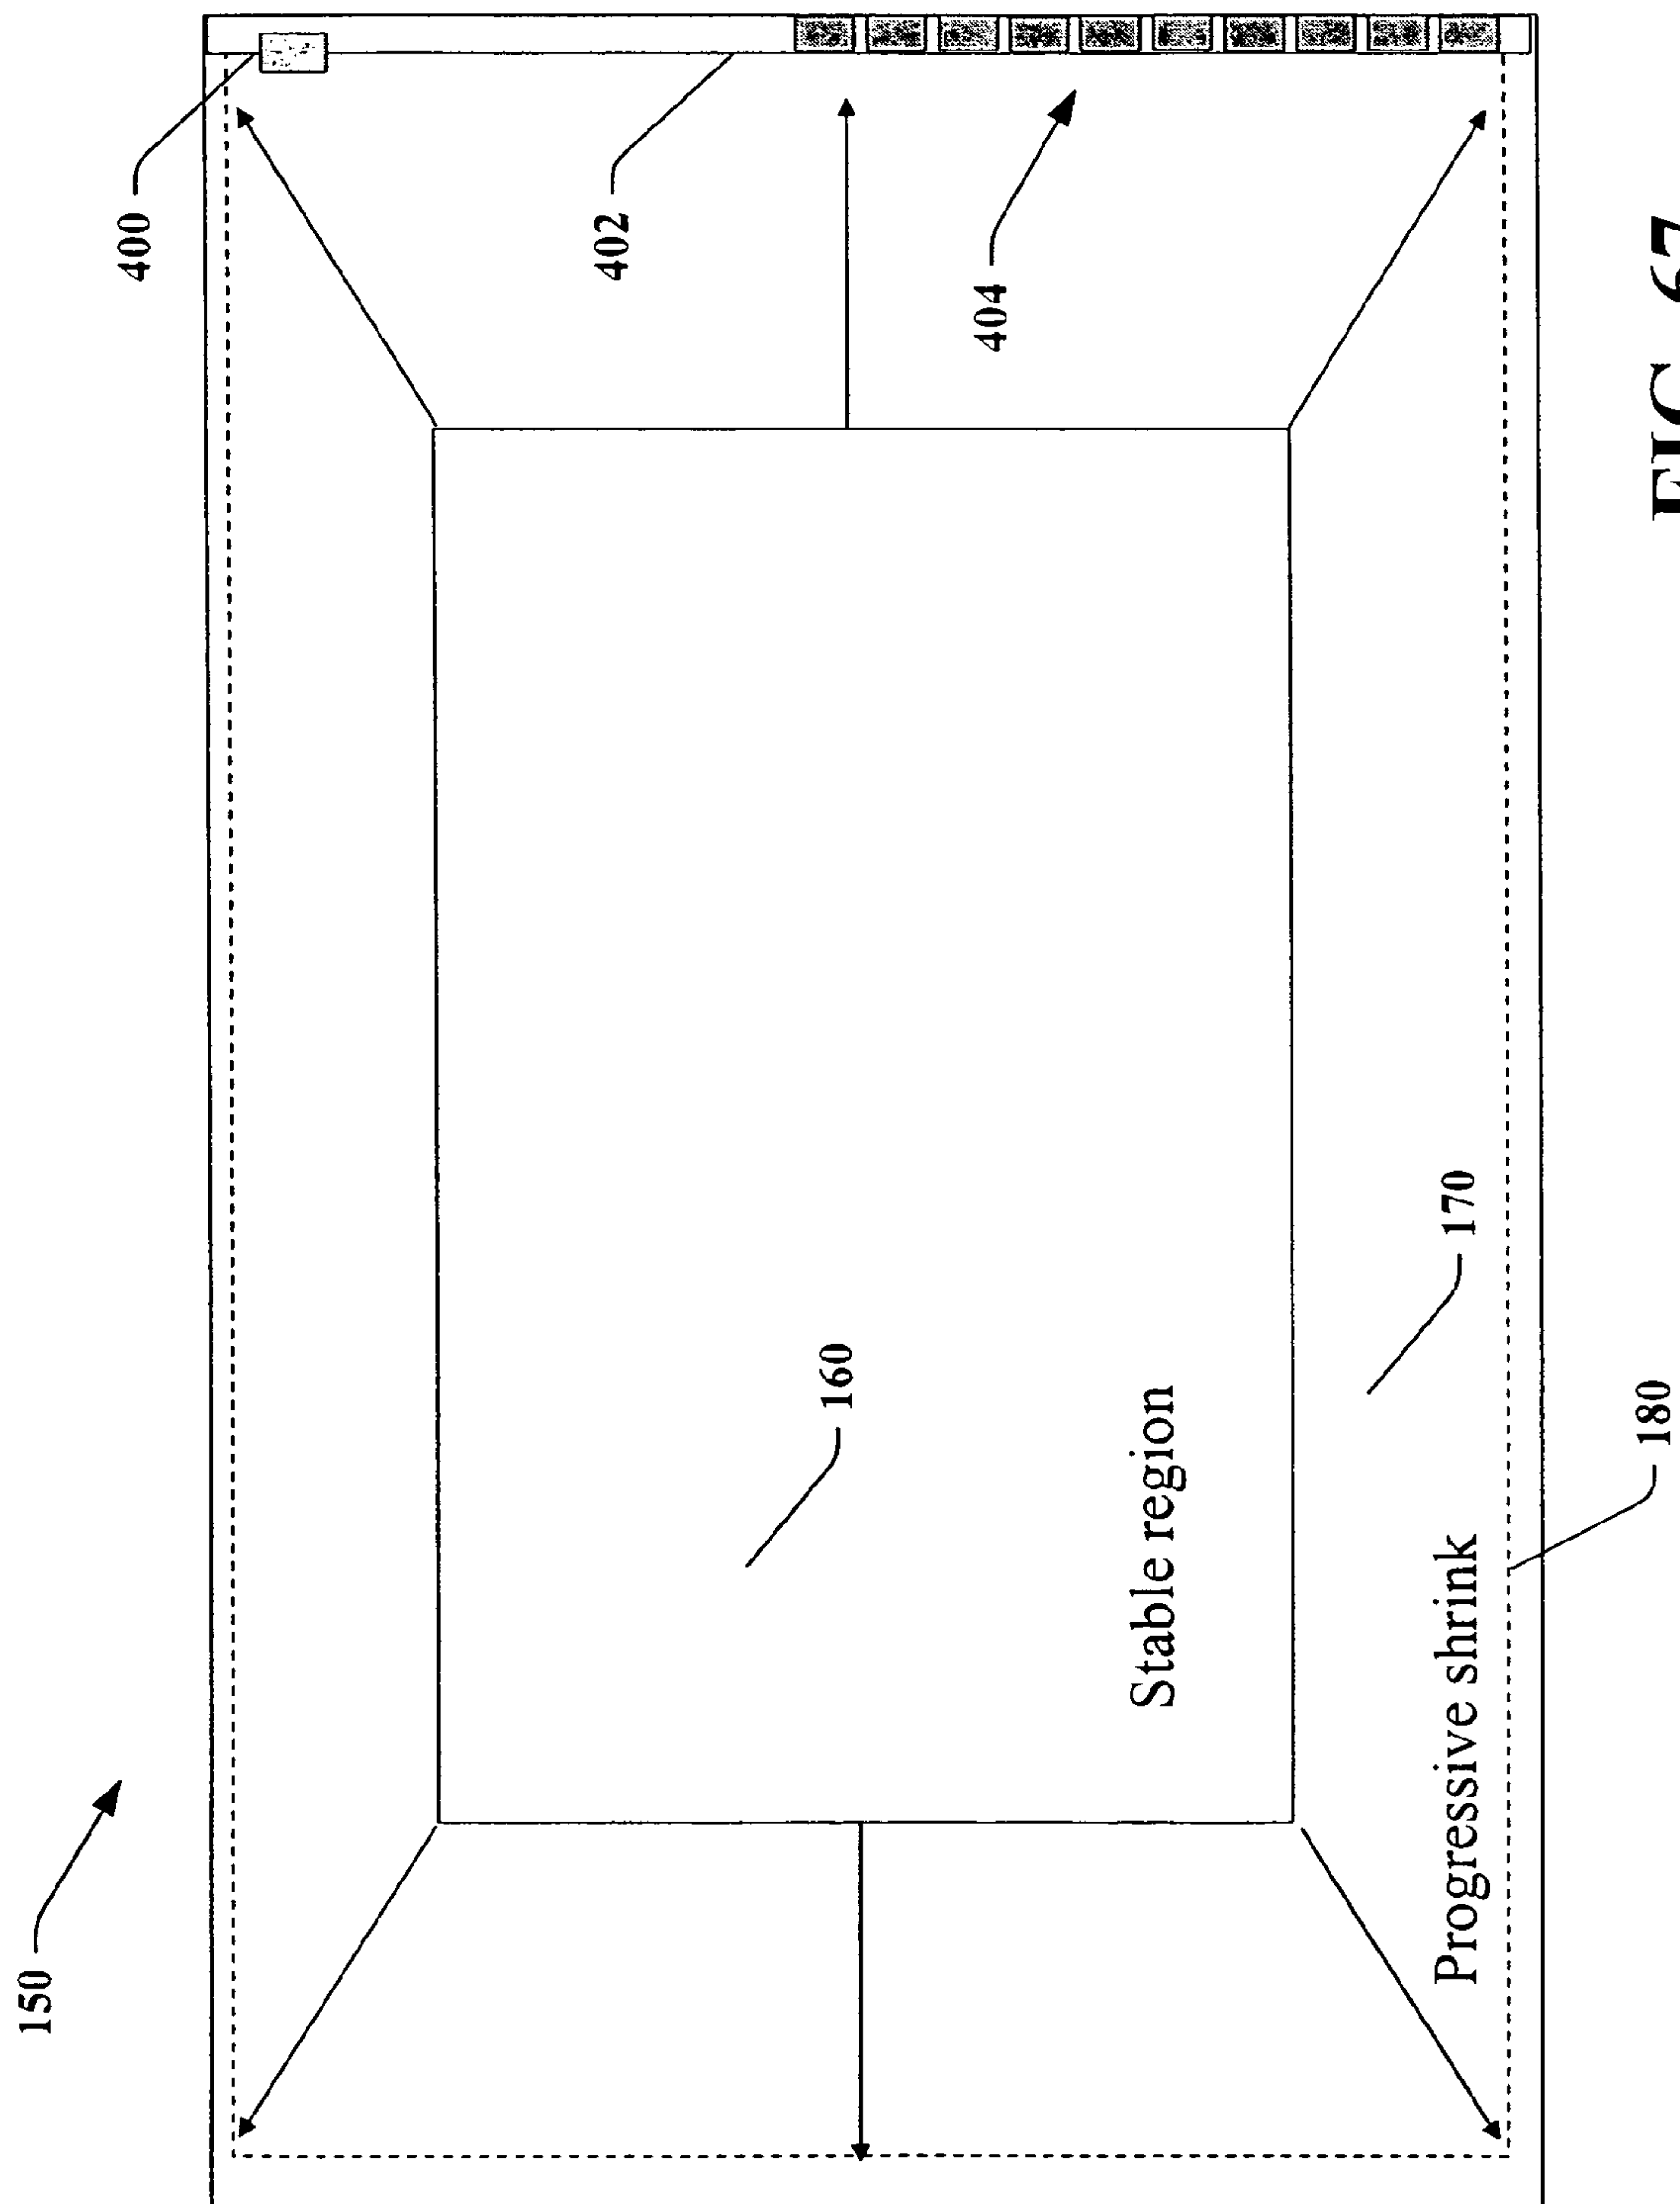 150
400
402
160
404
Stable region
Progressive shrink
170
180
FIG. 67